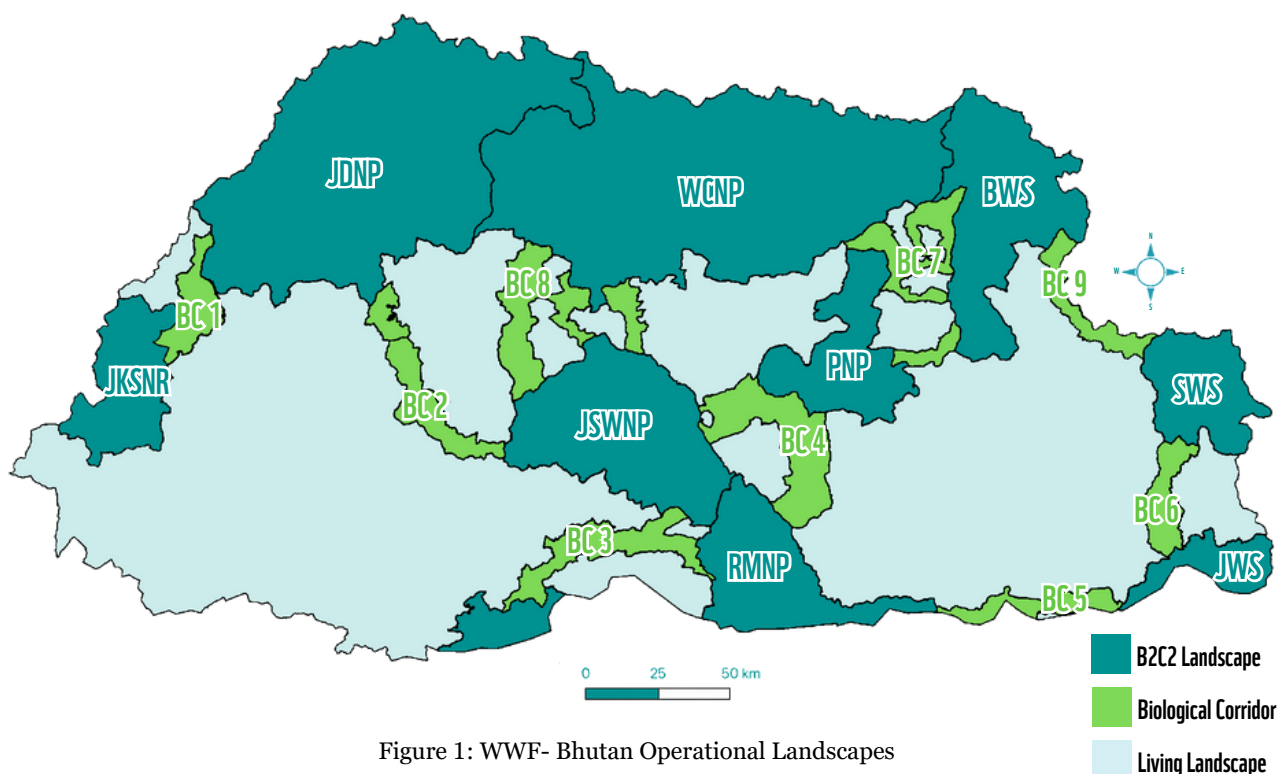 JDNP
WCNP
BWS
BC 7
BC 8
BC 9
N
W
E
S
BC 1
JKSNR
BC 2
JSWNP
PNP
BC 4
SWS
BC 6
BC 3
RMNP
JWS
BC 5
0 25 50 km
B2C2 Landscape
Biological Corridor
Living Landscape
Figure 1: WWF- Bhutan Operational Landscapes